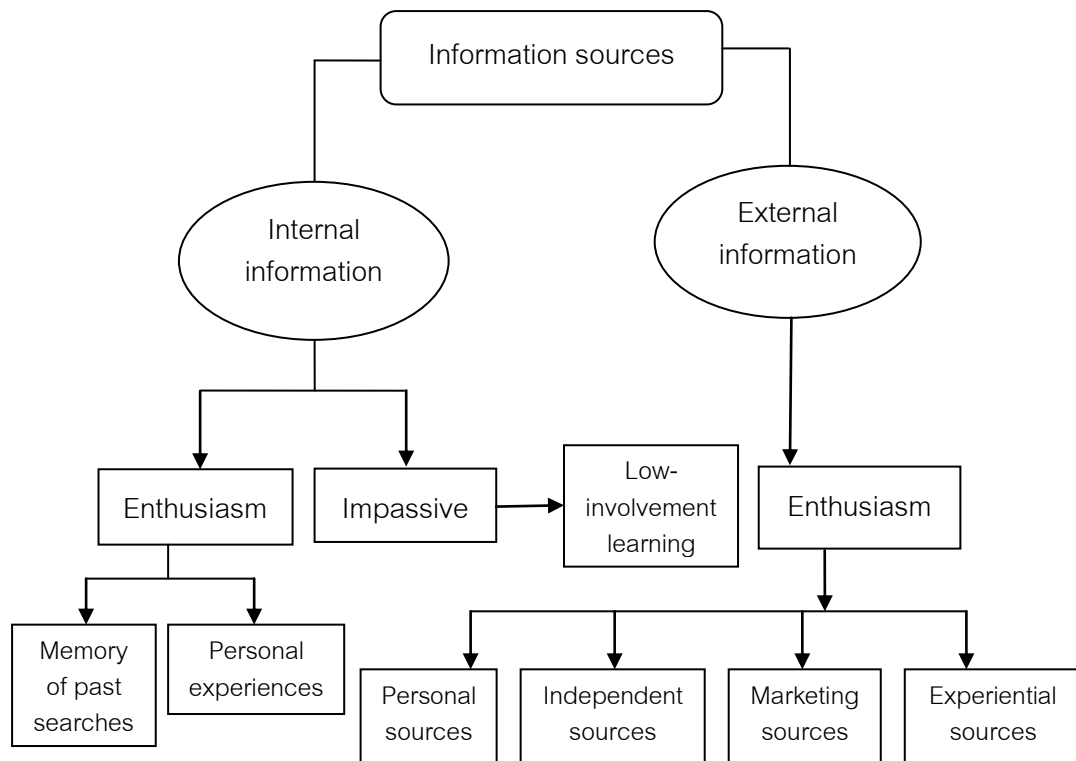 Information sources
Internal
information
External
information
Enthusiasm
Impassive
Low-
involvement
learning
Enthusiasm
Memory
of past
searches
Personal
experiences
Personal
sources
Independent
sources
Marketing
sources
Experiential
sources